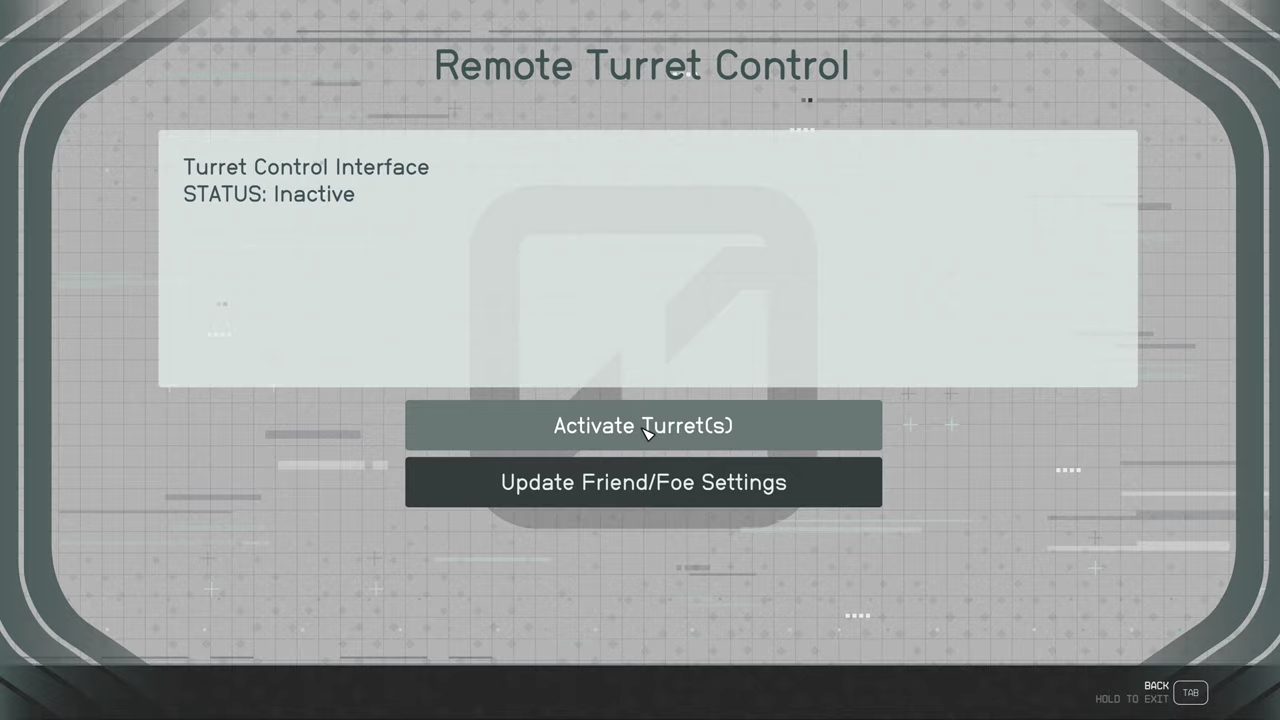 Remote Turret Control
Turret Control Interface
STATUS: Inactive
Activate Turret(s)
Update Friend/Foe Settings
BACK
HOLD TO EXIT
TAB